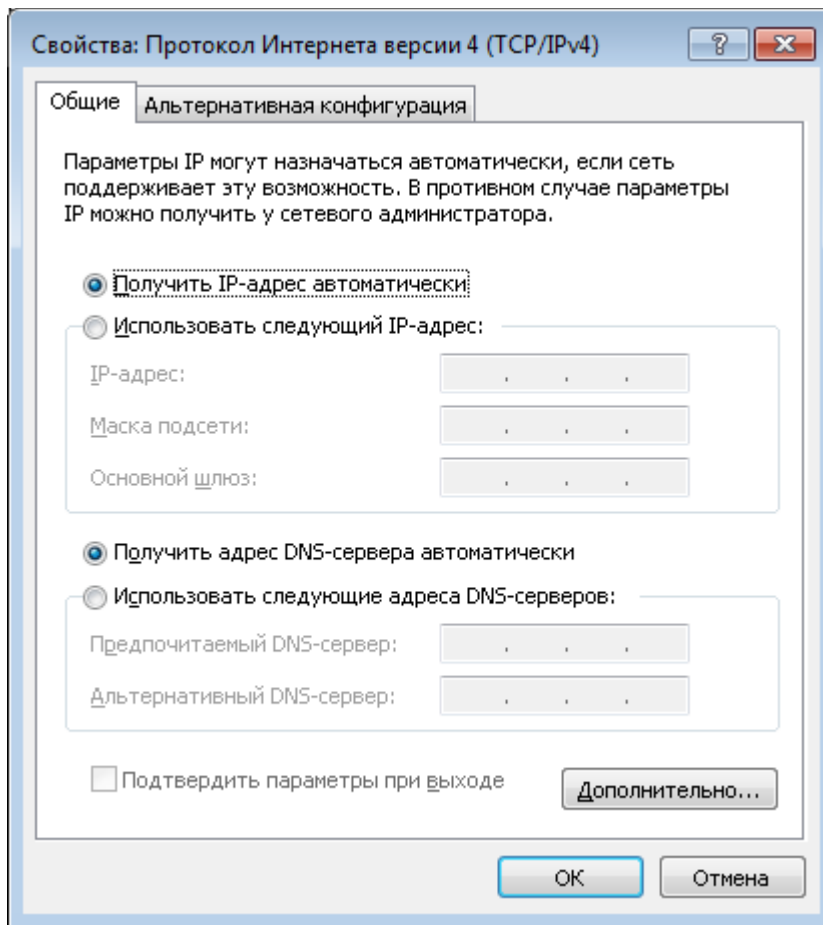 Свойства: Протокол Интернета версии 4 (TCP/IPv4)
Общие
Альтернативная конфигурация
Параметры IP могут назначаться автоматически, если сеть
поддерживает эту возможность. В противном случае параметры
IP можно получить у сетевого администратора.
Получить IP-адрес автоматически
Использовать следующий IP-адрес:
IP-адрес:
Маска подсети:
Основной шлюз:
Получить адрес DNS-сервера автоматически
Использовать следующие адреса DNS-серверов:
Предпочитаемый DNS-сервер:
Альтернативный DNS-сервер:
Подтвердить параметры при выходе
Дополнительно...
ОК
Отмена